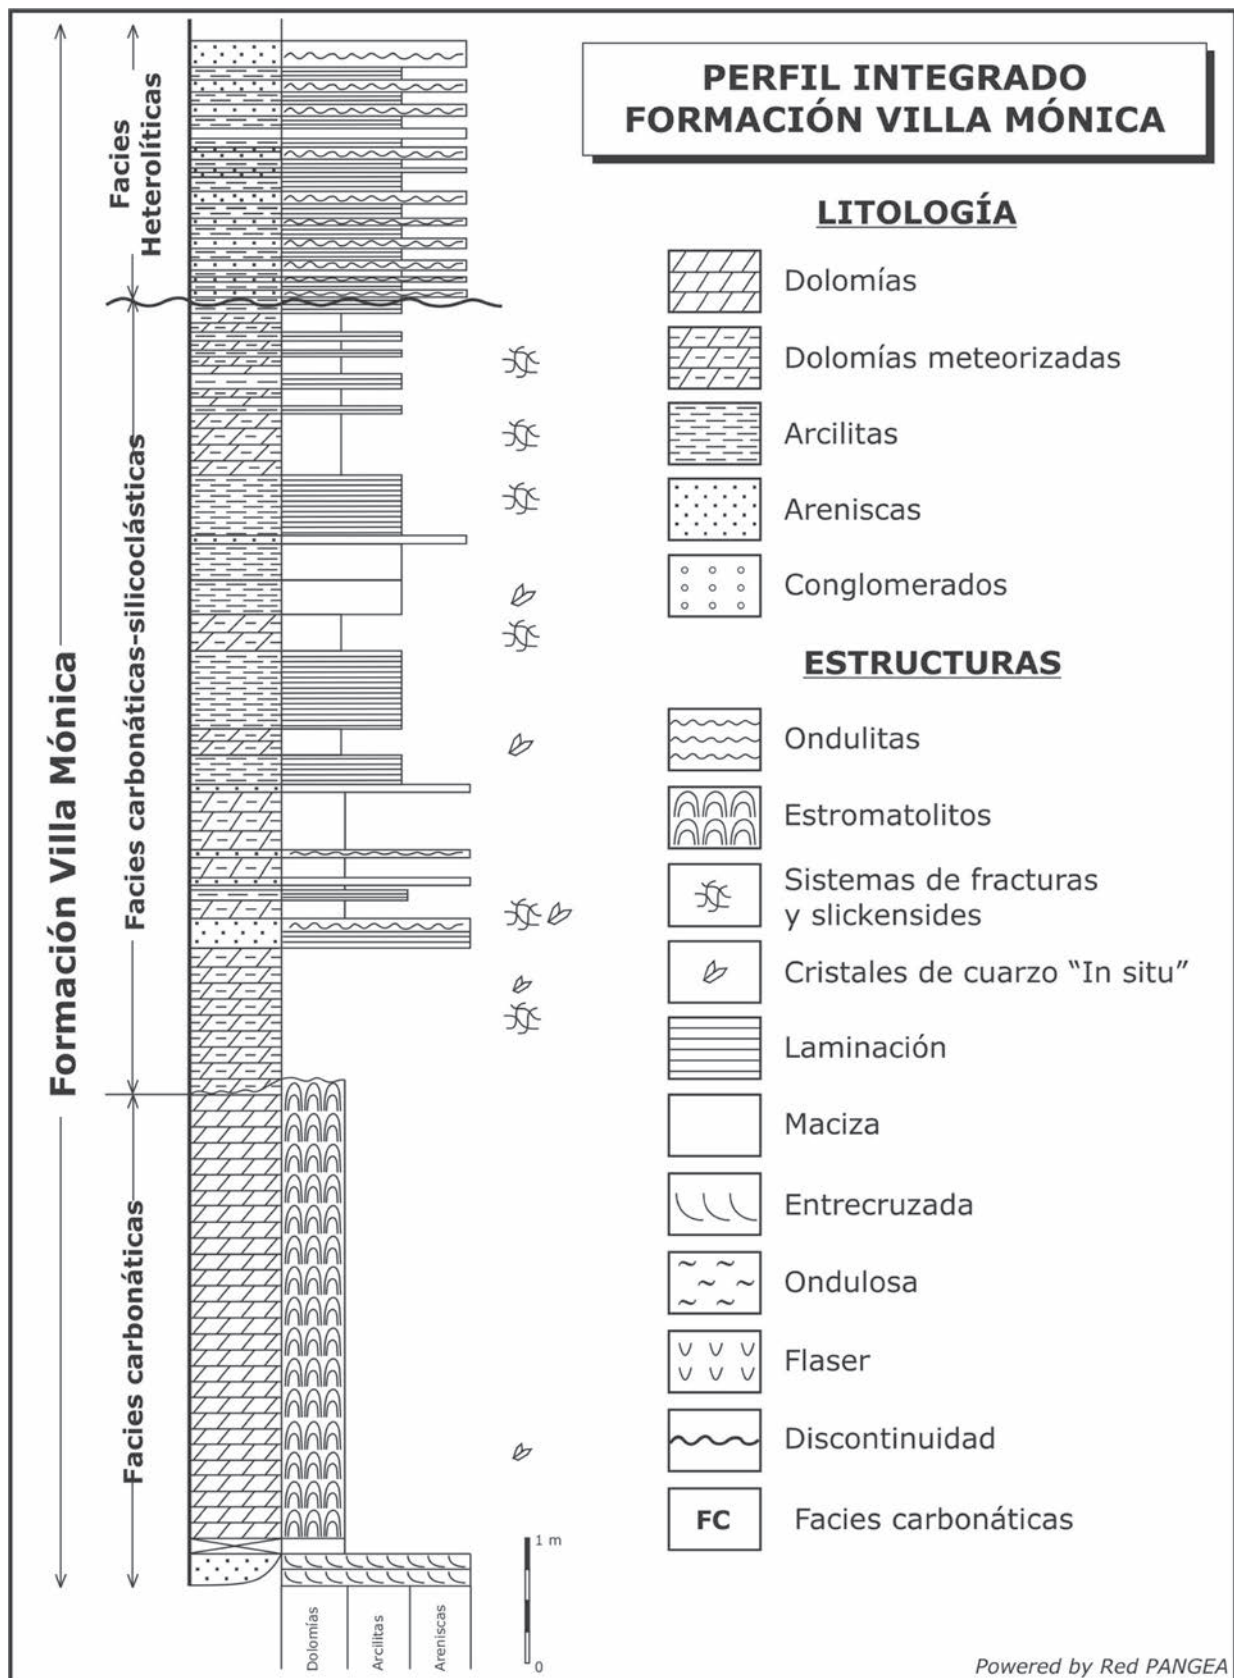 PERFIL INTEGRADO
FORMACIÓN VILLA MÓNICA
Formación Villa Mónica
Facies
Heterolíticas
Facies carbonáticas-silicoclásticas
Facies carbonáticas
LITOLOGÍA
Dolomías
Dolomías meteorizadas
Arcilitas
Areniscas
Conglomerados
ESTRUCTURAS
Ondulitas
Estromatolitos
Sistemas de fracturas
y slickensides
Cristales de cuarzo "In situ"
Laminación
Maciza
Entrecruzada
Ondulosa
Flaser
Discontinuidad
FC Facies carbonáticas
1 m
0
Dolomías
Arcilitas
Areniscas
Powered by Red PANGEA